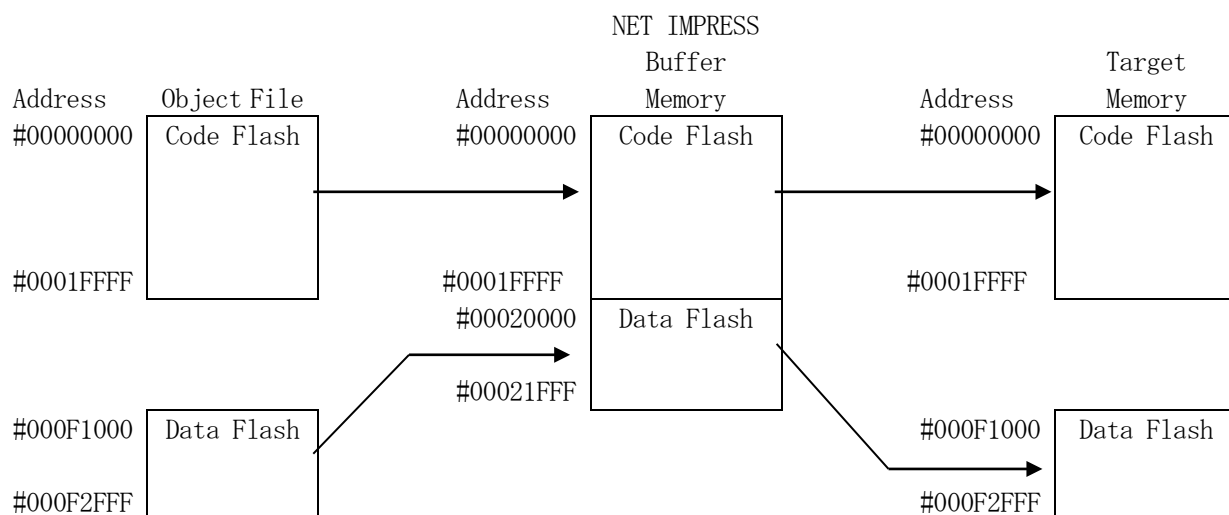 NET IMPRESS
Buffer
Target
Address Object File Address Memory Address Memory
#00000000 Code Flash #00000000 Code Flash #00000000 Code Flash
#0001FFFF #0001FFFF #0001FFFF
#00020000 Data Flash
#00021FFF
#000F1000 Data Flash #000F1000 Data Flash
#000F2FFF #000F2FFF